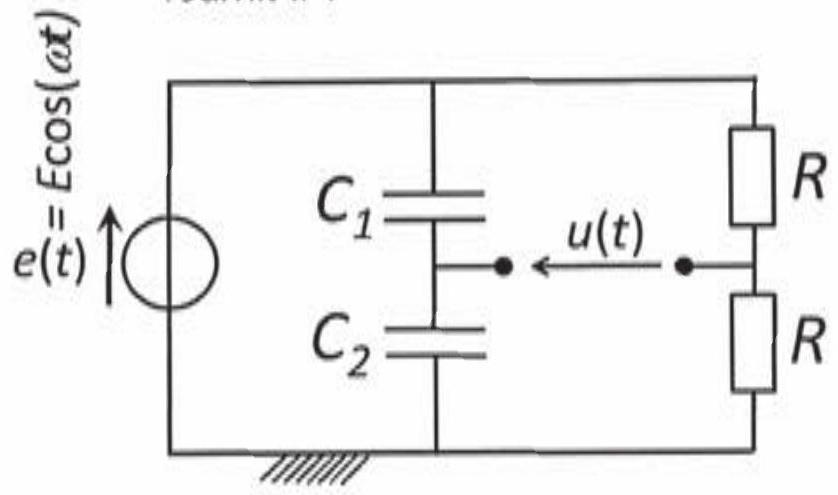 e(t) = Ecos(ωt)
C₁
C₂
u(t)
R
R